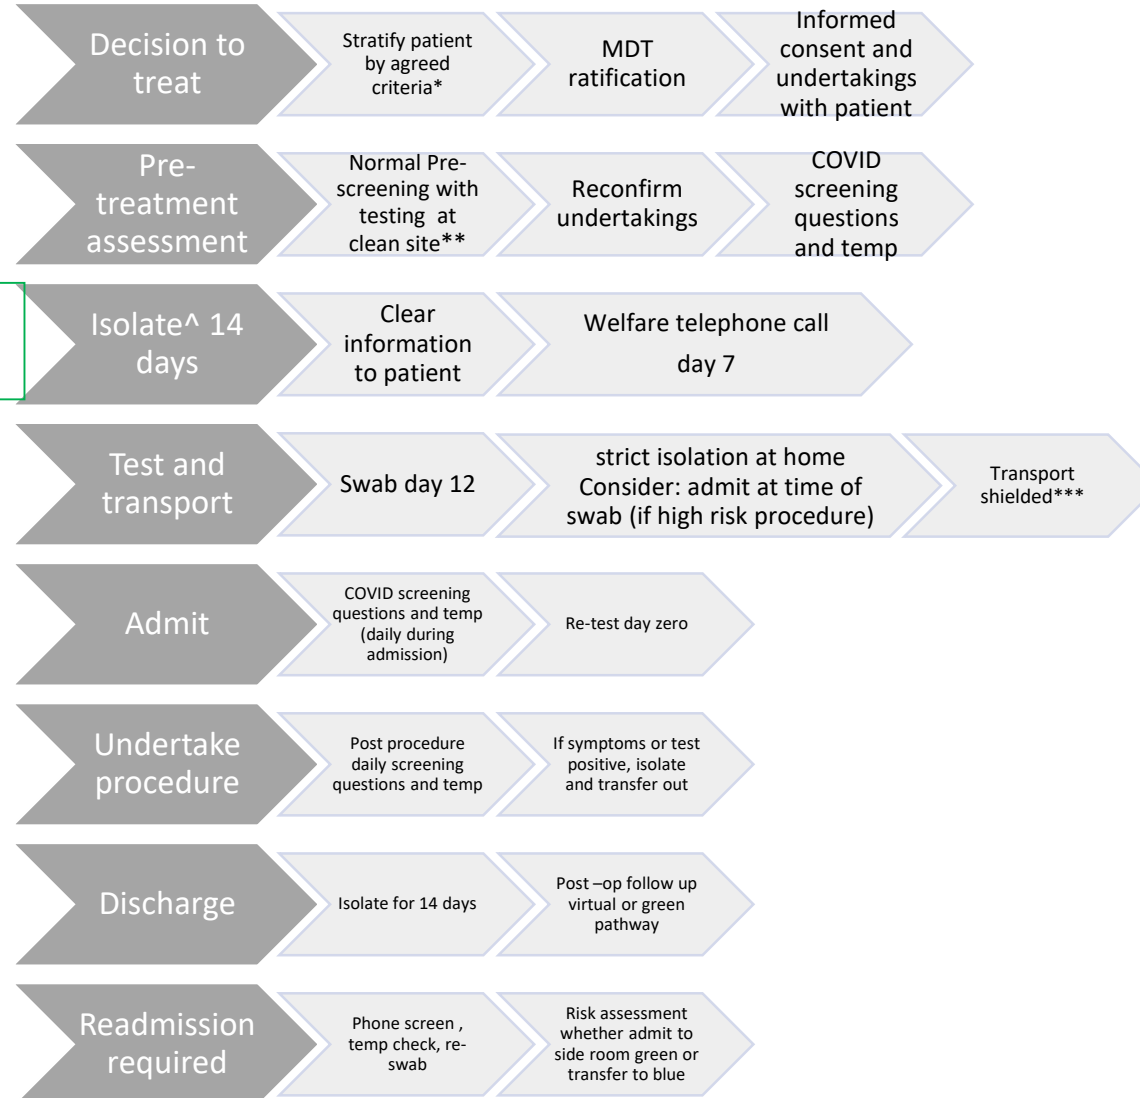 Decision to
treat
Stratify patient
by agreed
criteria*
MDT
ratification
Informed
consent and
undertakings
with patient
Pre-
treatment
assessment
Normal Pre-
screening with
testing at
clean site**
Reconfirm
undertakings
COVID
screening
questions
and temp
Isolate^ 14
days
Clear
information
to patient
Welfare telephone call
day 7
Test and
transport
Swab day 12
strict isolation at home
Consider: admit at time of
swab (if high risk procedure)
Transport
shielded***
Admit
COVID screening
questions and temp
(daily during
admission)
Re-test day zero
Undertake
procedure
Post procedure
daily screening
questions and temp
If symptoms or test
positive, isolate
and transfer out
Discharge
Isolate for 14 days
Post –op follow up
virtual or green
pathway
Readmission
required
Phone screen ,
temp check, re-
swab
Risk assessment
whether admit to
side room green or
transfer to blue